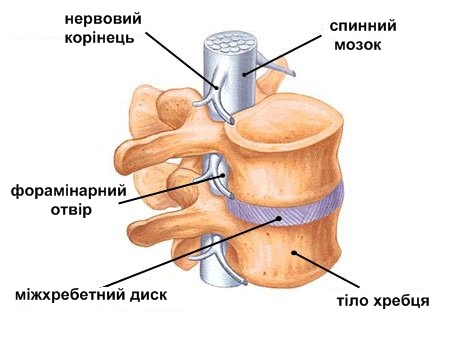 нервовий
корінець
спинний
мозок
форамінарний
отвір
міжхребетний диск
тіло хребця